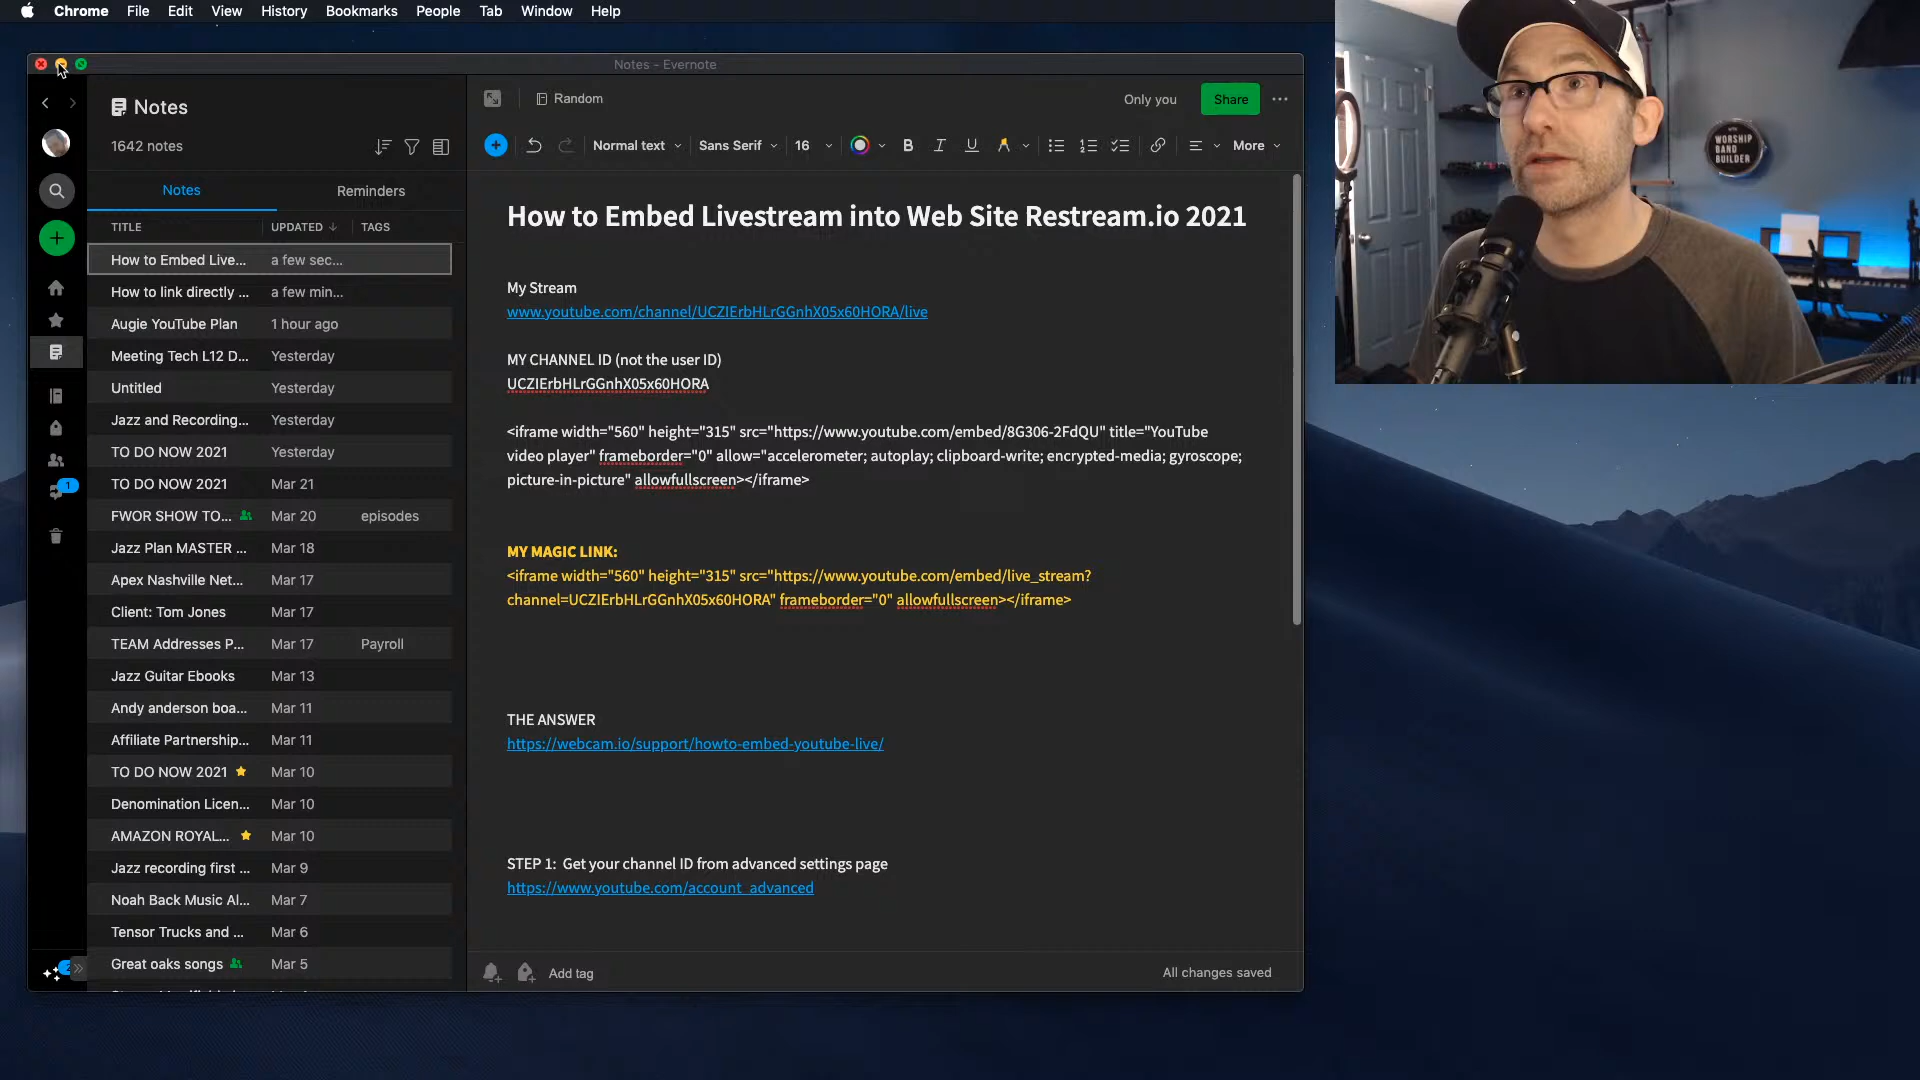 Chrome File Edit View History Bookmarks People Tab Window Help
Notes - Evernote
Notes
1642 notes
Notes Reminders
TITLE UPDATED TAGS
How to Embed Live... a few sec...
How to link directly ... a few min...
Augie YouTube Plan 1 hour ago
Meeting Tech L12 D... Yesterday
Untitled Yesterday
Jazz and Recording... Yesterday
TO DO NOW 2021 Yesterday
TO DO NOW 2021 Mar 21
1
FWOR SHOW TO... Mar 20 episodes
Jazz Plan MASTER ... Mar 18
Apex Nashville Net... Mar 17
Client: Tom Jones Mar 17
TEAM Addresses P... Mar 17 Payroll
Jazz Guitar Ebooks Mar 13
Andy anderson boa... Mar 11
Affiliate Partnership... Mar 11
TO DO NOW 2021 Mar 10
Denomination Licen... Mar 10
AMAZON ROYAL... Mar 10
Jazz recording first ... Mar 9
Noah Back Music Al... Mar 7
Tensor Trucks and ... Mar 6
Great oaks songs Mar 5
Random
Only you Share
Normal text Sans Serif 16 B I U A More
How to Embed Livestream into Web Site Restream.io 2021
My Stream
www.youtube.com/channel/UCZIErbHLrGGnhX05x60HORA/live
MY CHANNEL ID (not the user ID)
UCZIErbHLrGGnhX05x60HORA
<iframe width="560" height="315" src="https://www.youtube.com/embed/8G306-2FdQU" title="YouTube
video player" frameborder="0" allow="accelerometer; autoplay; clipboard-write; encrypted-media; gyroscope;
picture-in-picture" allowfullscreen></iframe>
MY MAGIC LINK:
<iframe width="560" height="315" src="https://www.youtube.com/embed/live_stream?
channel=UCZIErbHLrGGnhX05x60HORA" frameborder="0" allowfullscreen></iframe>
THE ANSWER
https://webcam.io/support/howto-embed-youtube-live/
STEP 1:  Get your channel ID from advanced settings page
https://www.youtube.com/account_advanced
Add tag
All changes saved
WORSHIP
BAND
BUILDER